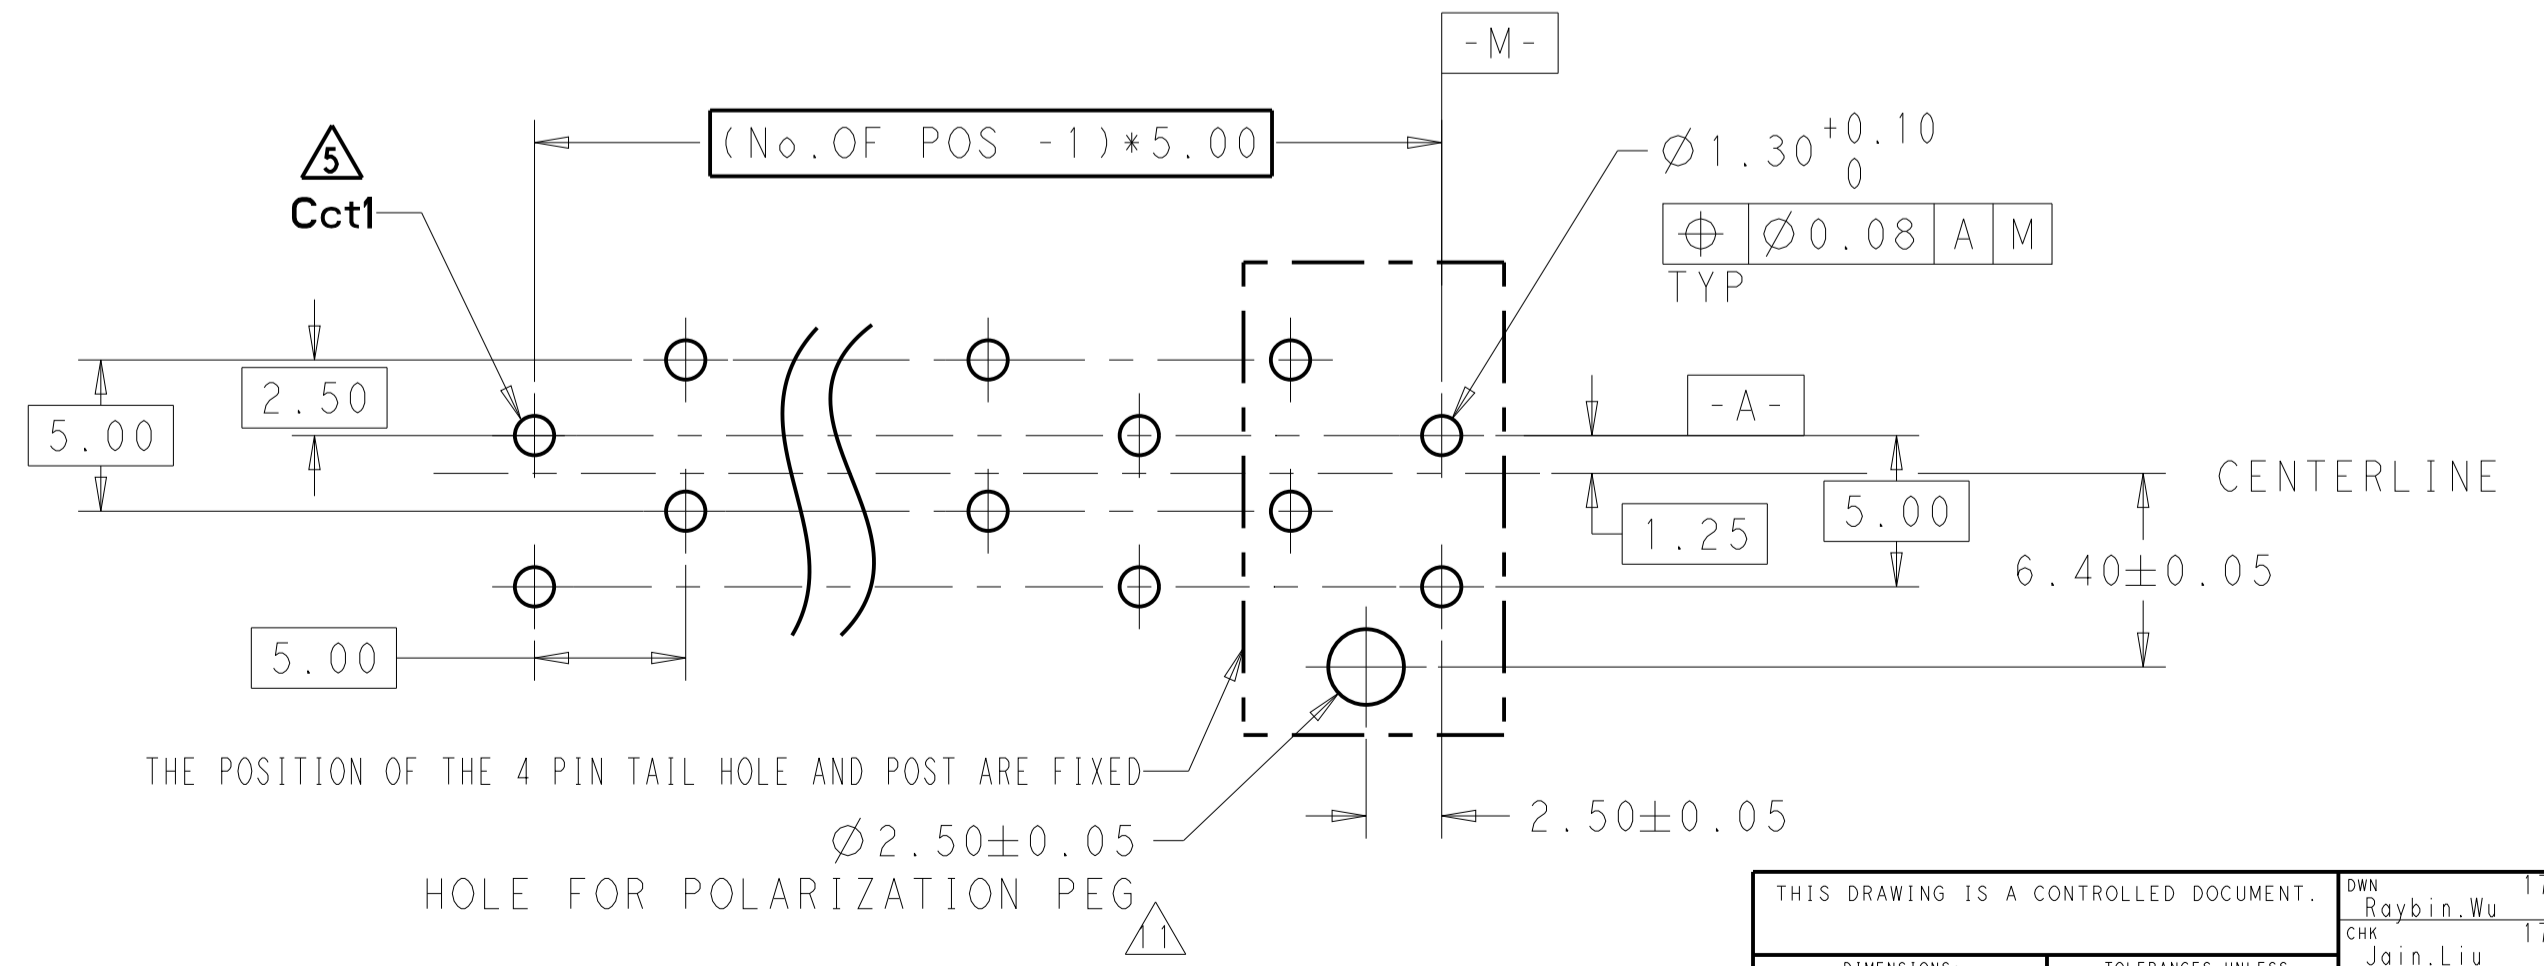 -M-
(No.OF POS -1)*5.00
5
Cct1
Ø1.30 +0.10
0
⌖ Ø0.08 A M
TYP
2.50
5.00
-A-
CENTERLINE
5.00
1.25
6.40±0.05
5.00
THE POSITION OF THE 4 PIN TAIL HOLE AND POST ARE FIXED
2.50±0.05
Ø2.50±0.05
HOLE FOR POLARIZATION PEG
11
THIS DRAWING IS A CONTROLLED DOCUMENT.
DWN
Raybin.Wu
CHK
Jain.Liu
DIMENSIONS
TOLERANCES UNLESS